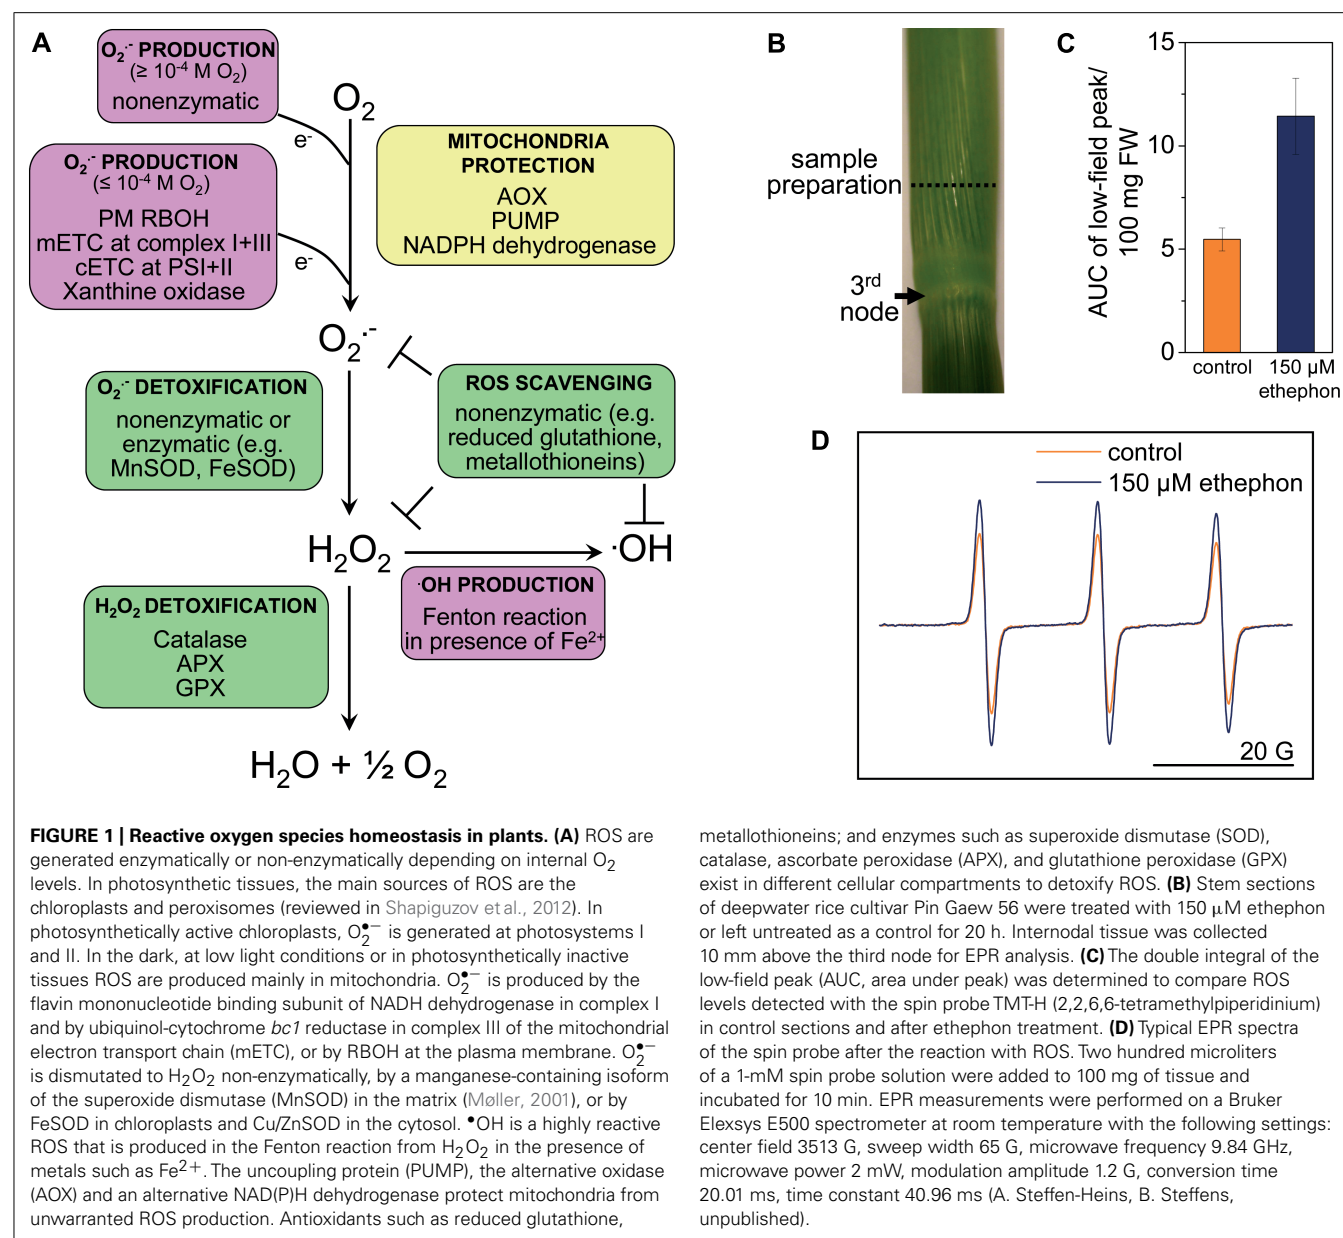 A
O₂·⁻ PRODUCTION
(≥ 10⁻⁴ M O₂)
nonenzymatic
O₂
e⁻
O₂·⁻ PRODUCTION
(≤ 10⁻⁴ M O₂)
PM RBOH
mETC at complex I+III
cETC at PSI+II
Xanthine oxidase
e⁻
MITOCHONDRIA
PROTECTION
AOX
PUMP
NADPH dehydrogenase
O₂·⁻
O₂·⁻ DETOXIFICATION
nonenzymatic or
enzymatic (e.g.
MnSOD, FeSOD)
ROS SCAVENGING
nonenzymatic (e.g.
reduced glutathione,
metallothioneins)
H₂O₂
·OH
·OH PRODUCTION
Fenton reaction
in presence of Fe²⁺
H₂O₂ DETOXIFICATION
Catalase
APX
GPX
H₂O + ½ O₂
B
sample
preparation
3rd
node
C
AUC of low-field peak/
100 mg FW
15
10
5
0
control
150 µM
ethephon
D
control
150 µM ethephon
20 G
FIGURE 1 | Reactive oxygen species homeostasis in plants. (A) ROS are
generated enzymatically or non-enzymatically depending on internal O₂
levels. In photosynthetic tissues, the main sources of ROS are the
chloroplasts and peroxisomes (reviewed in Shapiguzov et al., 2012). In
photosynthetically active chloroplasts, O₂•− is generated at photosystems I
and II. In the dark, at low light conditions or in photosynthetically inactive
tissues ROS are produced mainly in mitochondria. O₂•− is produced by the
flavin mononucleotide binding subunit of NADH dehydrogenase in complex I
and by ubiquinol-cytochrome bc1 reductase in complex III of the mitochondrial
electron transport chain (mETC), or by RBOH at the plasma membrane. O₂•−
is dismutated to H₂O₂ non-enzymatically, by a manganese-containing isoform
of the superoxide dismutase (MnSOD) in the matrix (Møller, 2001), or by
FeSOD in chloroplasts and Cu/ZnSOD in the cytosol. •OH is a highly reactive
ROS that is produced in the Fenton reaction from H₂O₂ in the presence of
metals such as Fe2+. The uncoupling protein (PUMP), the alternative oxidase
(AOX) and an alternative NAD(P)H dehydrogenase protect mitochondria from
unwarranted ROS production. Antioxidants such as reduced glutathione,
metallothioneins; and enzymes such as superoxide dismutase (SOD),
catalase, ascorbate peroxidase (APX), and glutathione peroxidase (GPX)
exist in different cellular compartments to detoxify ROS. (B) Stem sections
of deepwater rice cultivar Pin Gaew 56 were treated with 150 µM ethephon
or left untreated as a control for 20 h. Internodal tissue was collected
10 mm above the third node for EPR analysis. (C) The double integral of the
low-field peak (AUC, area under peak) was determined to compare ROS
levels detected with the spin probe TMT-H (2,2,6,6-tetramethylpiperidinium)
in control sections and after ethephon treatment. (D) Typical EPR spectra
of the spin probe after the reaction with ROS. Two hundred microliters
of a 1-mM spin probe solution were added to 100 mg of tissue and
incubated for 10 min. EPR measurements were performed on a Bruker
Elexsys E500 spectrometer at room temperature with the following settings:
center field 3513 G, sweep width 65 G, microwave frequency 9.84 GHz,
microwave power 2 mW, modulation amplitude 1.2 G, conversion time
20.01 ms, time constant 40.96 ms (A. Steffen-Heins, B. Steffens,
unpublished).